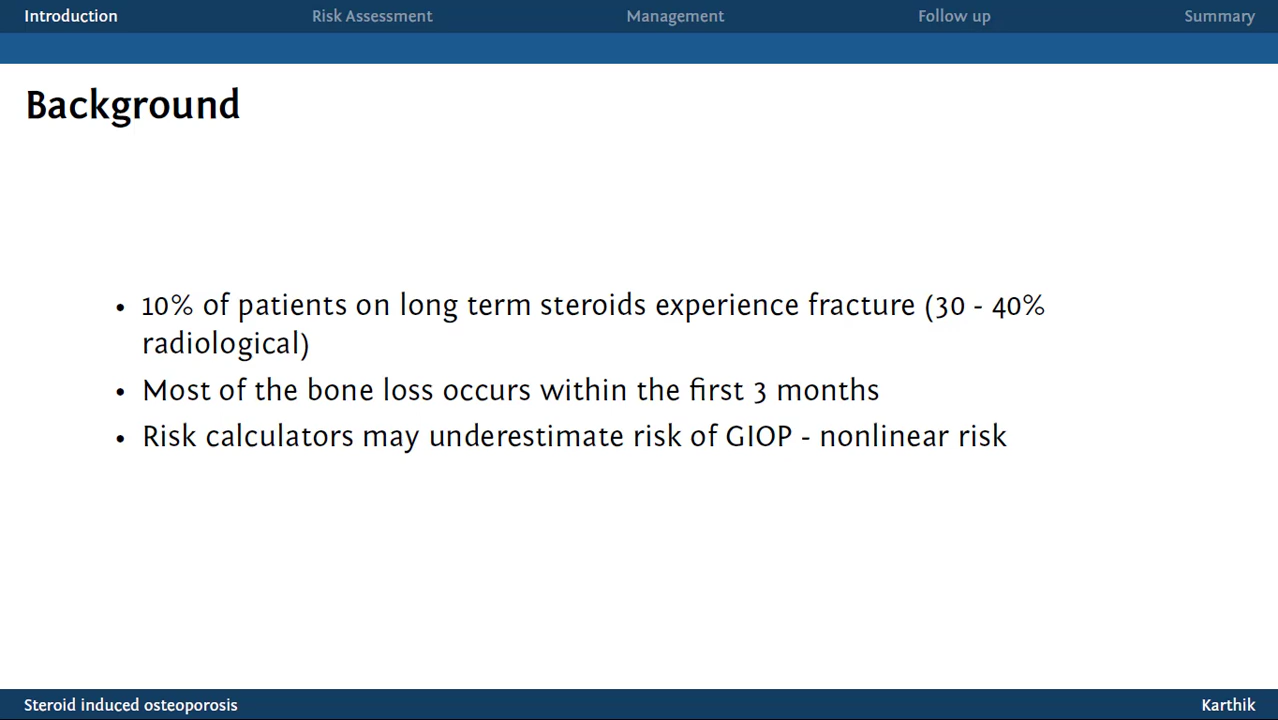 Introduction
Risk Assessment
Management
Follow up
Summary
Background
• 10% of patients on long term steroids experience fracture (30 - 40%
radiological)
• Most of the bone loss occurs within the first 3 months
• Risk calculators may underestimate risk of GIOP - nonlinear risk
Steroid induced osteoporosis
Karthik